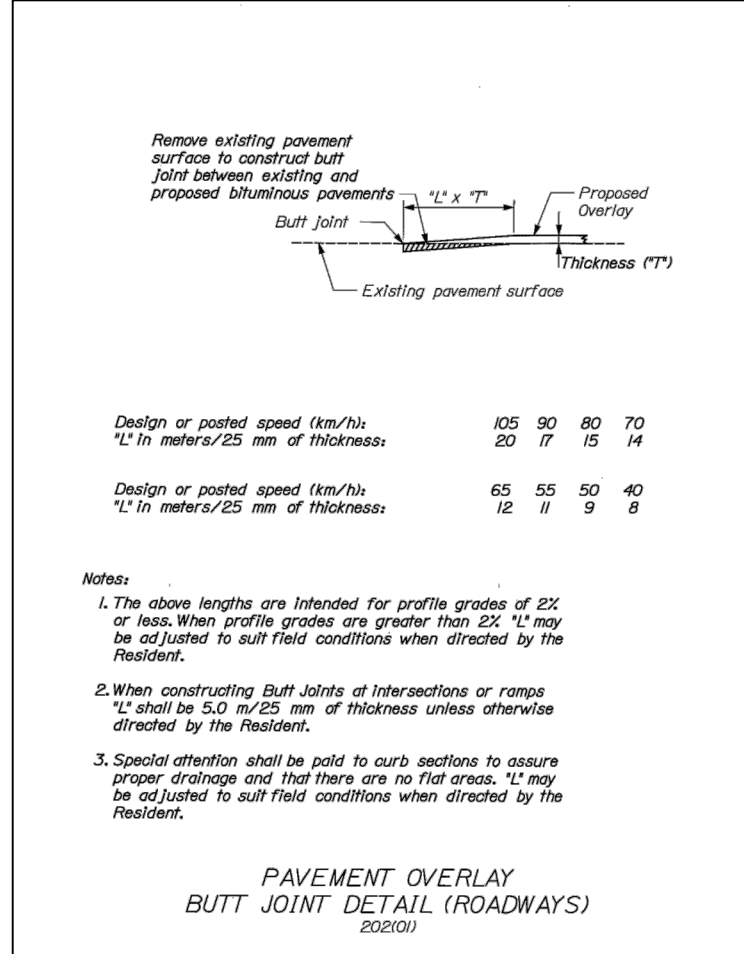 Remove existing pavement
surface to construct butt
joint between existing and
proposed bituminous pavements
"L" x "T"
Proposed
Overlay
Butt joint
Thickness ("T")
Existing pavement surface
Design or posted speed (km/h): 105 90 80 70
"L" in meters/25 mm of thickness: 20 17 15 14
Design or posted speed (km/h): 65 55 50 40
"L" in meters/25 mm of thickness: 12 11 9 8
Notes:
1. The above lengths are intended for profile grades of 2%
or less. When profile grades are greater than 2% "L" may
be adjusted to suit field conditions when directed by the
Resident.
2. When constructing Butt Joints at intersections or ramps
"L" shall be 5.0 m/25 mm of thickness unless otherwise
directed by the Resident.
3. Special attention shall be paid to curb sections to assure
proper drainage and that there are no flat areas. "L" may
be adjusted to suit field conditions when directed by the
Resident.
PAVEMENT OVERLAY
BUTT JOINT DETAIL (ROADWAYS)
202(01)